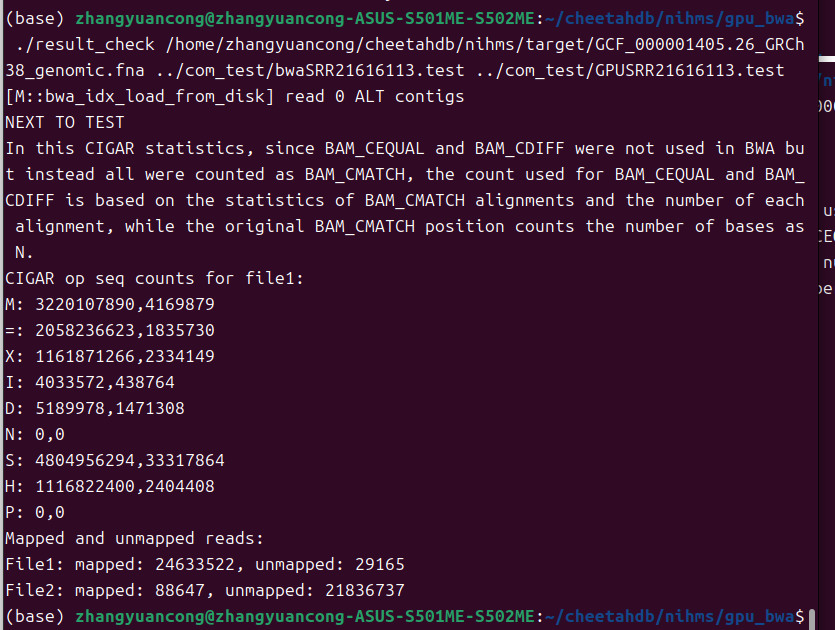 (base) zhangyuancong@zhangyuancong-ASUS-S501ME-S502ME:~/cheetahdb/nihms/gpu_bwa$
 ./result_check /home/zhangyuancong/cheetahdb/nihms/target/GCF_000001405.26_GRCh
38_genomic.fna ../com_test/bwaSRR21616113.test ../com_test/GPUSRR21616113.test
[M::bwa_idx_load_from_disk] read 0 ALT contigs
NEXT TO TEST
In this CIGAR statistics, since BAM_CEQUAL and BAM_CDIFF were not used in BWA bu
t instead all were counted as BAM_CMATCH, the count used for BAM_CEQUAL and BAM_
CDIFF is based on the statistics of BAM_CMATCH alignments and the number of each
 alignment, while the original BAM_CMATCH position counts the number of bases as
 N.
CIGAR op seq counts for file1:
M: 3220107890,4169879
=: 2058236623,1835730
X: 1161871266,2334149
I: 4033572,438764
D: 5189978,1471308
N: 0,0
S: 4804956294,33317864
H: 1116822400,2404408
P: 0,0
Mapped and unmapped reads:
File1: mapped: 24633522, unmapped: 29165
File2: mapped: 88647, unmapped: 21836737
(base) zhangyuancong@zhangyuancong-ASUS-S501ME-S502ME:~/cheetahdb/nihms/gpu_bwa$